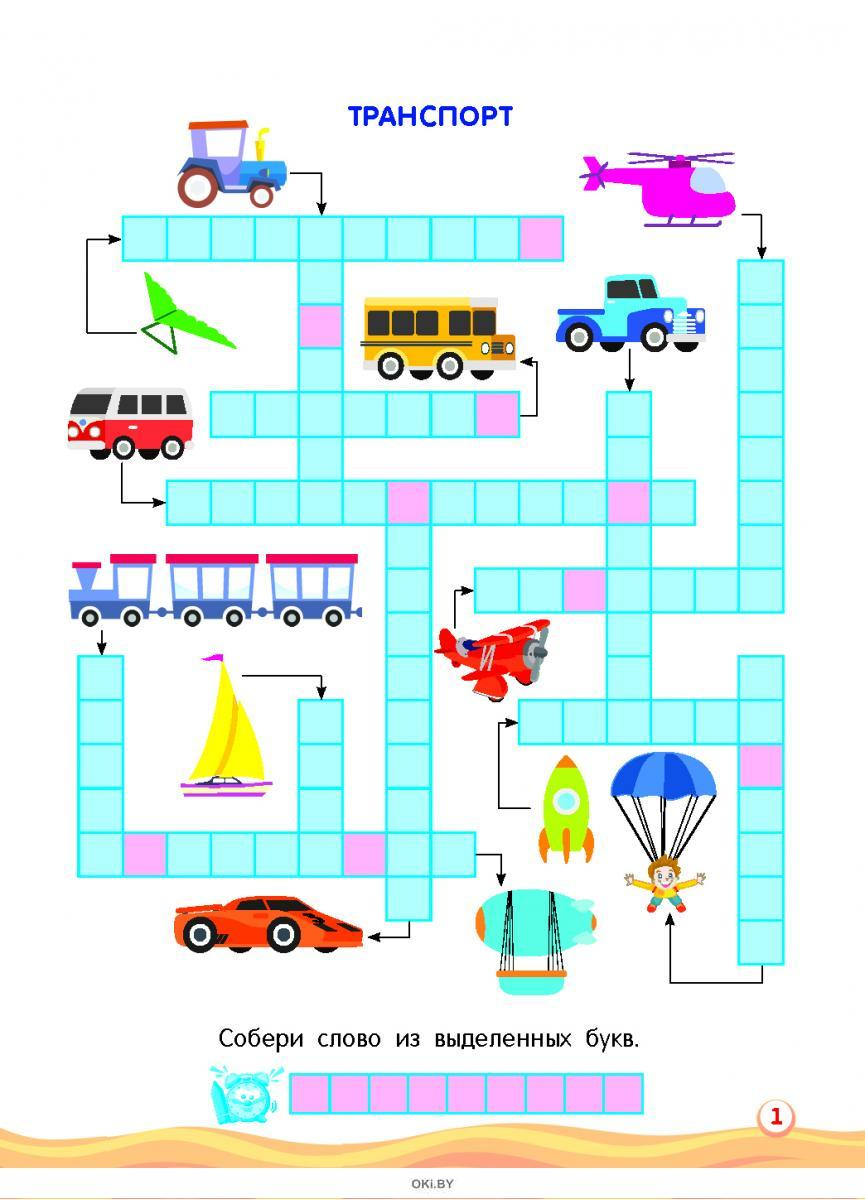 ТРАНСПОРТ
Собери слово из выделенных букв.
1
OKi.BY